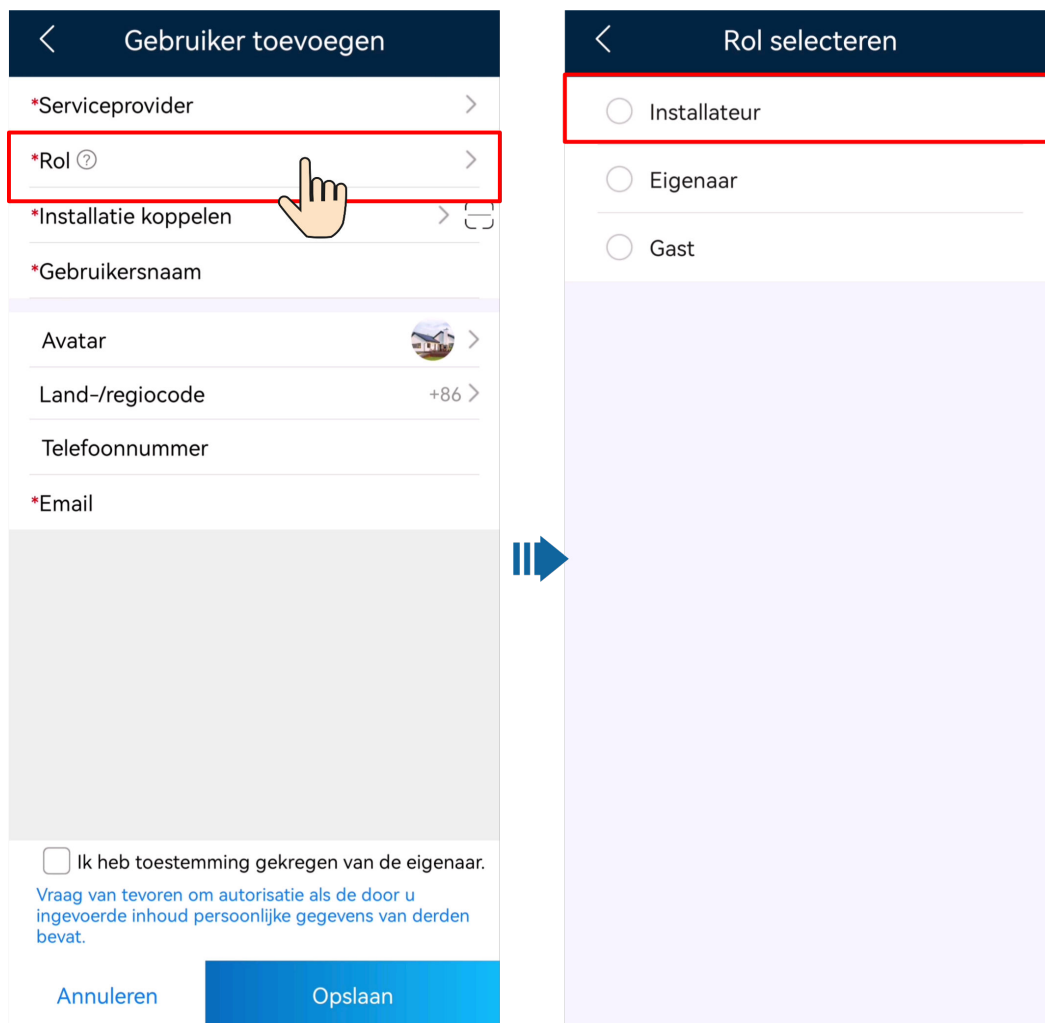 Gebruiker toevoegen
*Serviceprovider
*Rol ?
*Installatie koppelen
*Gebruikersnaam
Avatar
Land-/regiocode +86
Telefoonnummer
*Email
Ik heb toestemming gekregen van de eigenaar.
Vraag van tevoren om autorisatie als de door u
ingevoerde inhoud persoonlijke gegevens van derden
bevat.
Annuleren Opslaan
Rol selecteren
Installateur
Eigenaar
Gast